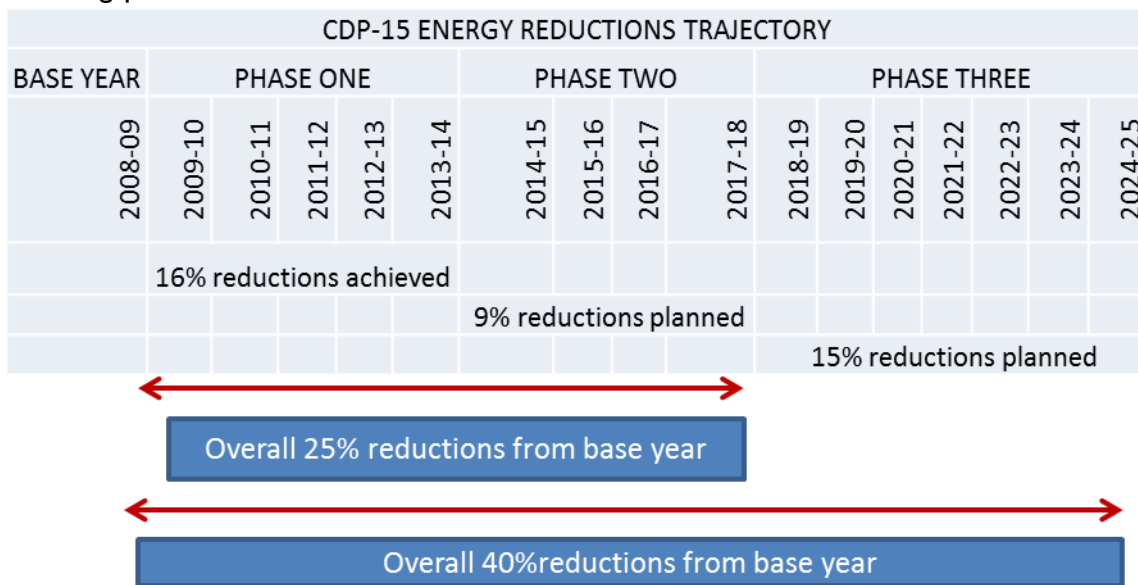 CDP-15 ENERGY REDUCTIONS TRAJECTORY
BASE YEAR PHASE ONE PHASE TWO PHASE THREE
2008-09 2009-10 2010-11 2011-12 2012-13 2013-14 2014-15 2015-16 2016-17 2017-18 2018-19 2019-20 2020-21 2021-22 2022-23 2023-24 2024-25
16% reductions achieved
9% reductions planned
15% reductions planned
Overall 25% reductions from base year
Overall 40%reductions from base year